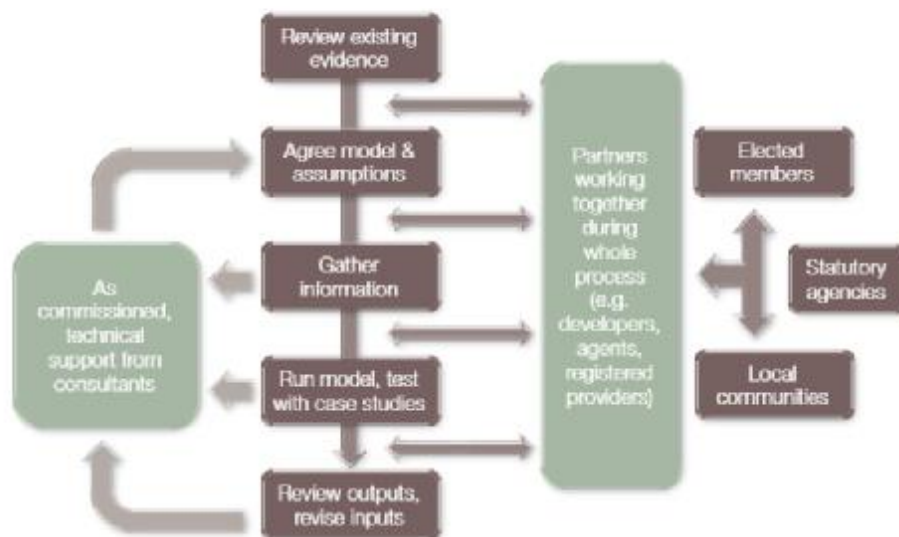 Review existing
evidence
Agree model &
assumptions
Gather
information
Run model, test
with case studies
Review outputs,
revise inputs
As
commissioned,
technical
support from
consultants
Partners
working
together
during
whole
process
(e.g.
developers,
agents,
registered
providers)
Elected
members
Statutory
agencies
Local
communities